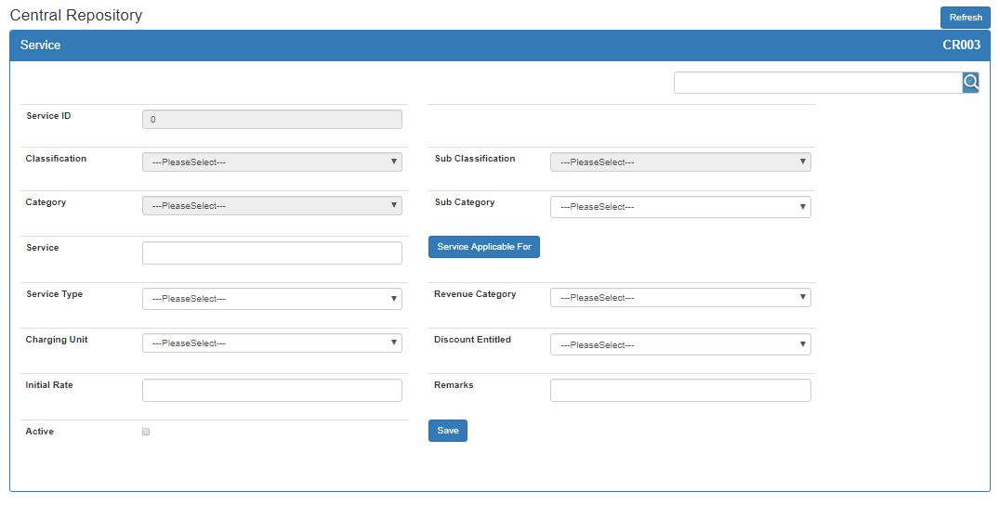 Central Repository
Refresh
Service CR003
Service ID 0
Classification ---PleaseSelect--- Sub Classification ---PleaseSelect---
Category ---PleaseSelect--- Sub Category ---PleaseSelect---
Service Service Applicable For
Service Type ---PleaseSelect--- Revenue Category ---PleaseSelect---
Charging Unit ---PleaseSelect--- Discount Entitled ---PleaseSelect---
Initial Rate Remarks
Active Save